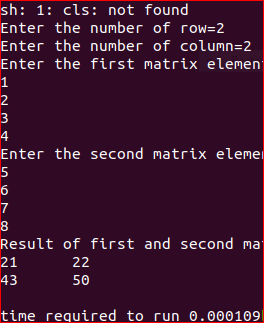 sh: 1: cls: not found
Enter the number of row=2
Enter the number of column=2
Enter the first matrix element
1
2
3
4
Enter the second matrix eleme
5
6
7
8
Result of first and second ma
21 22
43 50
time required to run 0.000109